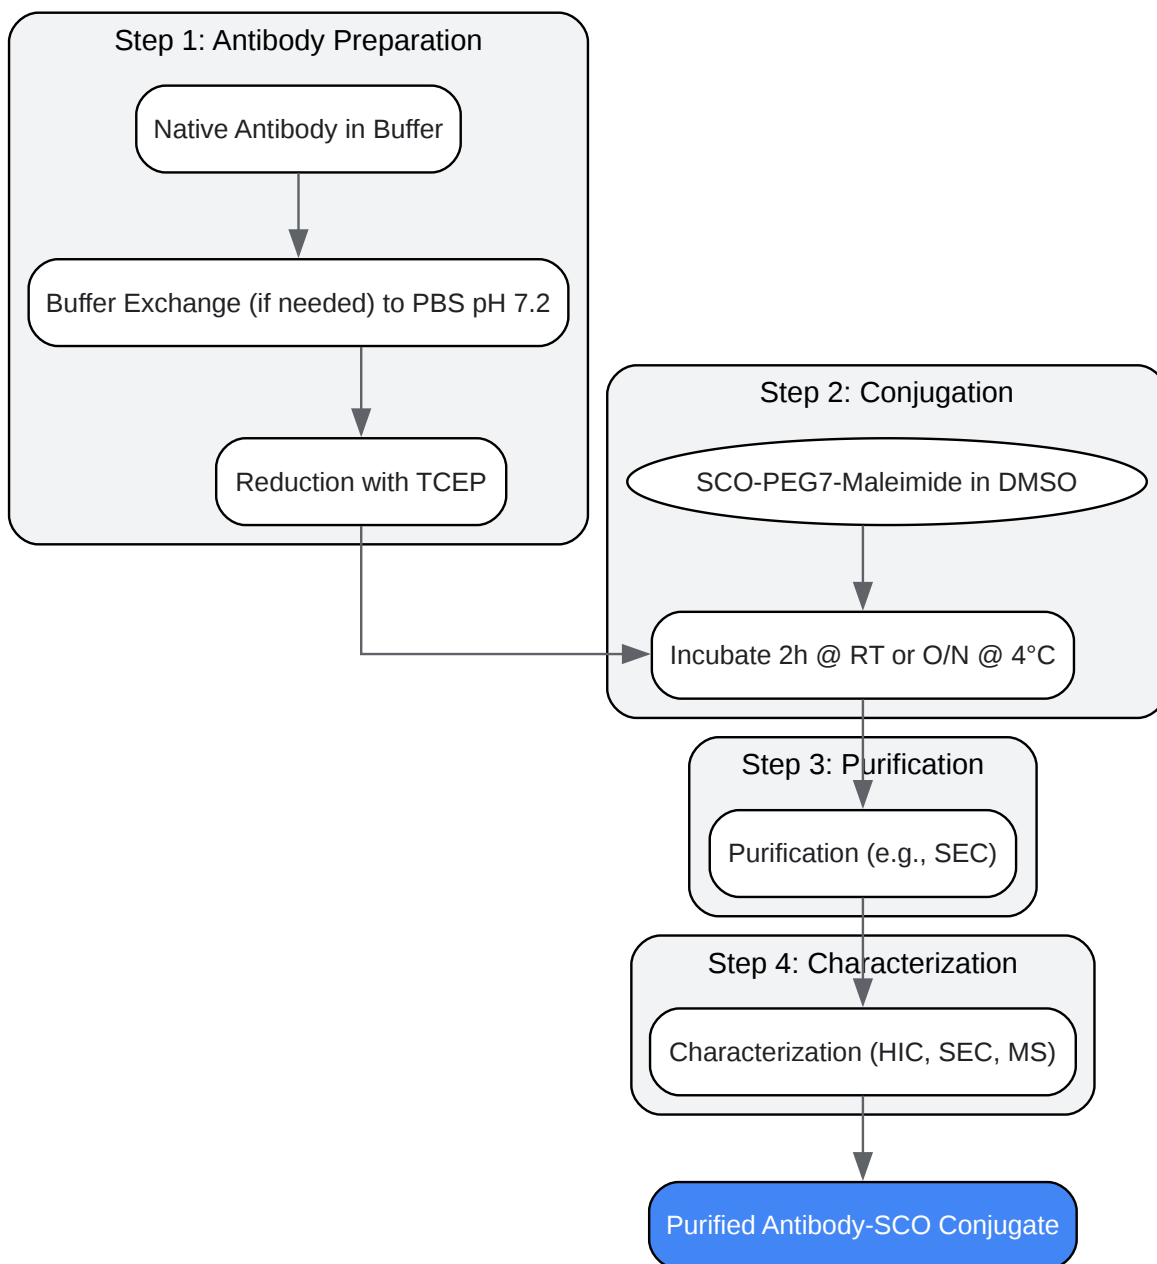 Step 1: Antibody Preparation
Native Antibody in Buffer
Buffer Exchange (if needed) to PBS pH 7.2
Reduction with TCEP
Step 2: Conjugation
SCO-PEG7-Maleimide in DMSO
Incubate 2h @ RT or O/N @ 4°C
Step 3: Purification
Purification (e.g., SEC)
Step 4: Characterization
Characterization (HIC, SEC, MS)
Purified Antibody-SCO Conjugate